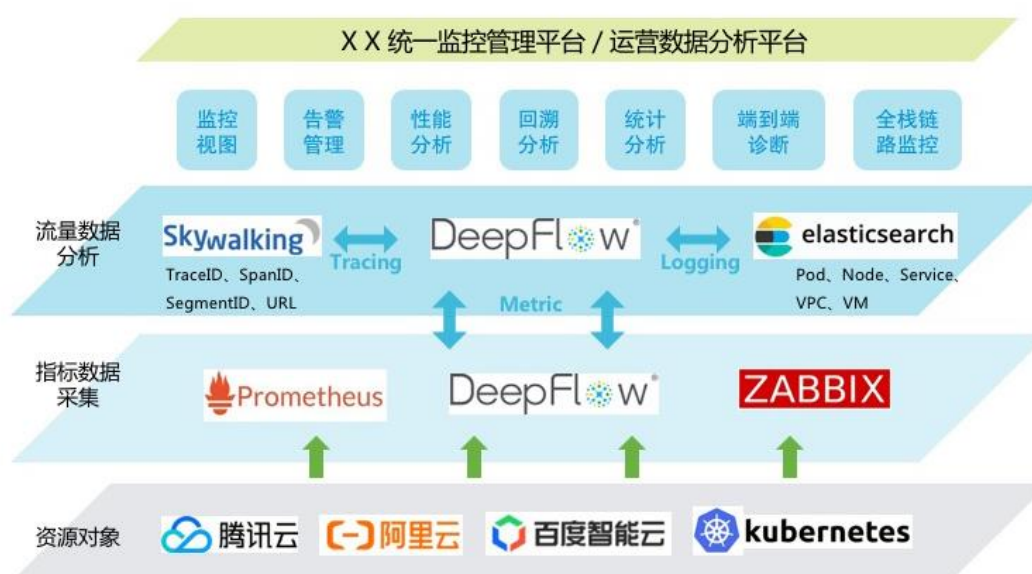 X X 统一监控管理平台 / 运营数据分析平台
监控
视图
告警
管理
性能
分析
回溯
分析
统计
分析
端到端
诊断
全栈链
路监控
流量数据
分析
Skywalking
Tracing
DeepFlow®
Logging
elasticsearch
TraceID、SpanID、
SegmentID、URL
Metric
Pod、Node、Service、
VPC、VM
指标数据
采集
Prometheus
DeepFlow®
ZABBIX
资源对象
腾讯云
阿里云
百度智能云
kubernetes